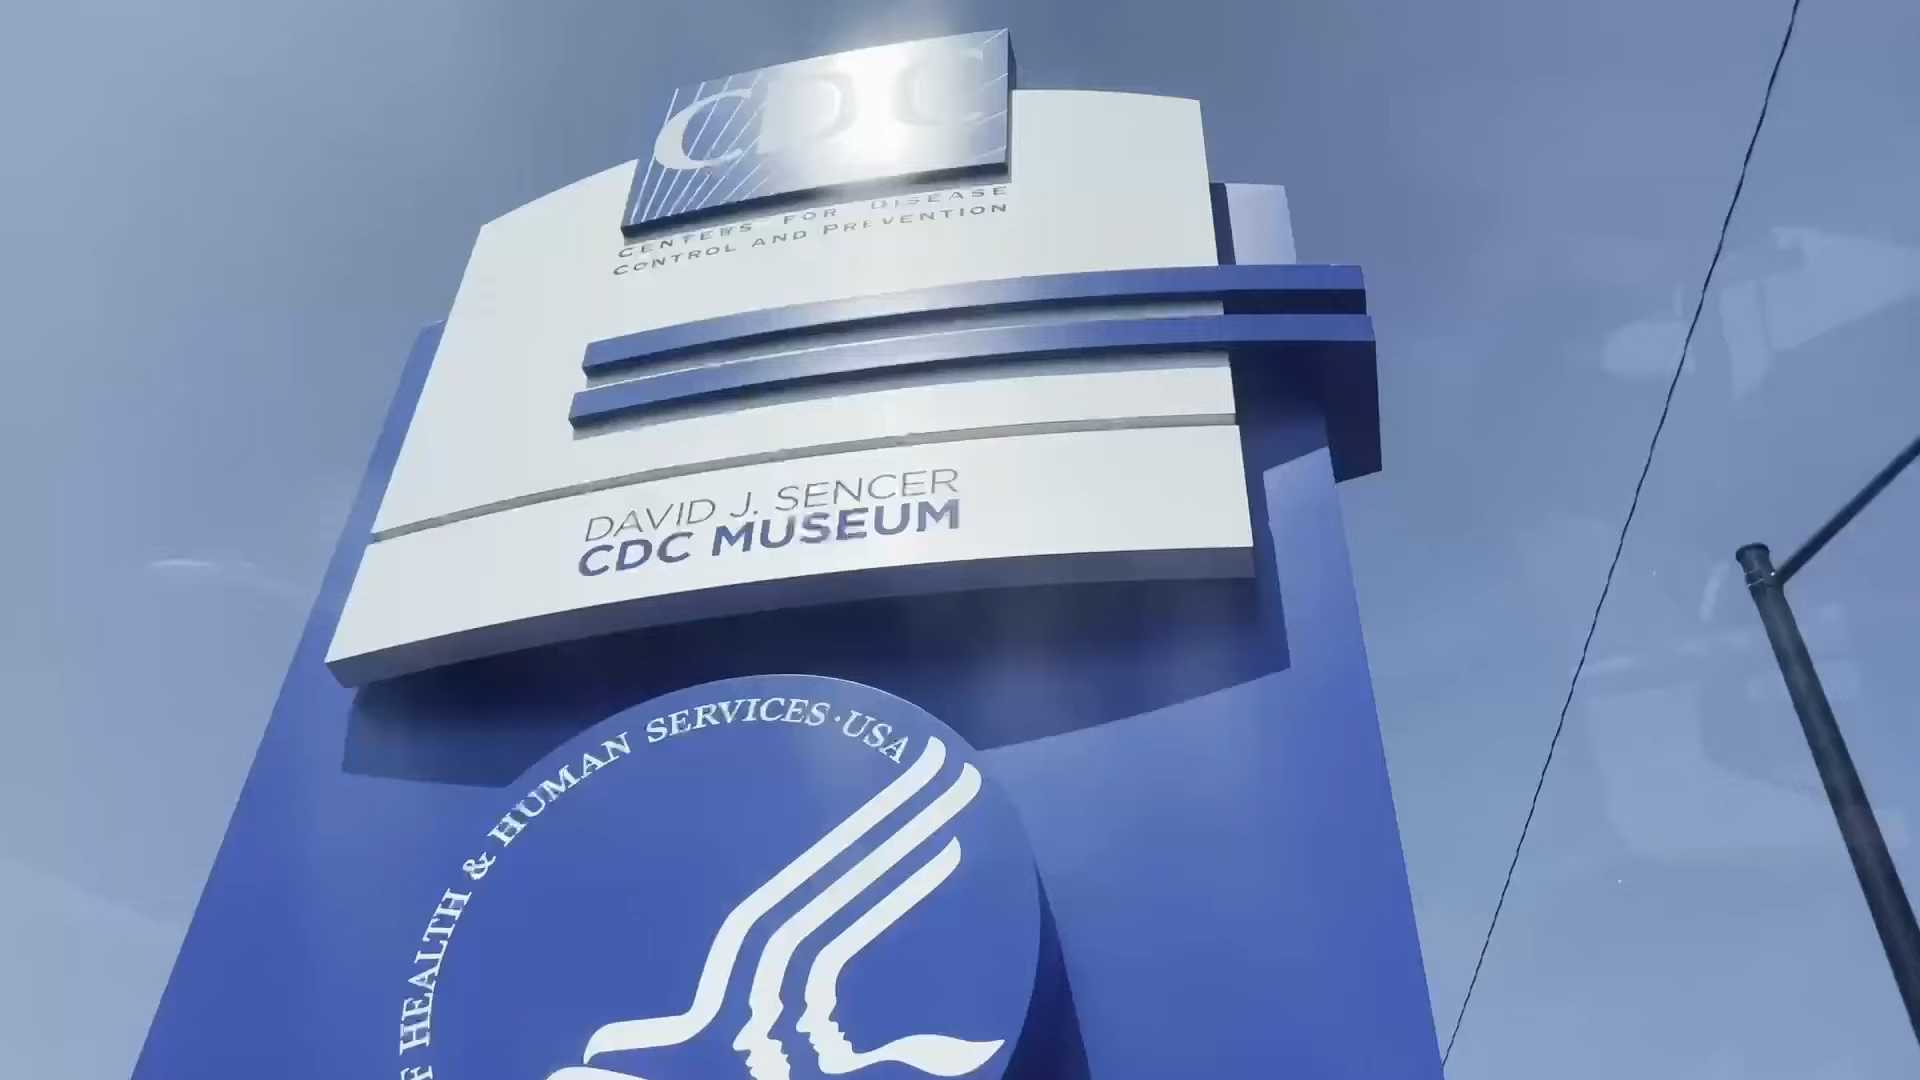 CDC
CENTERS FOR DISEASE
CONTROL AND PREVENTION
DAVID J. SENCER
CDC MUSEUM
HEALTH & HUMAN SERVICES · USA